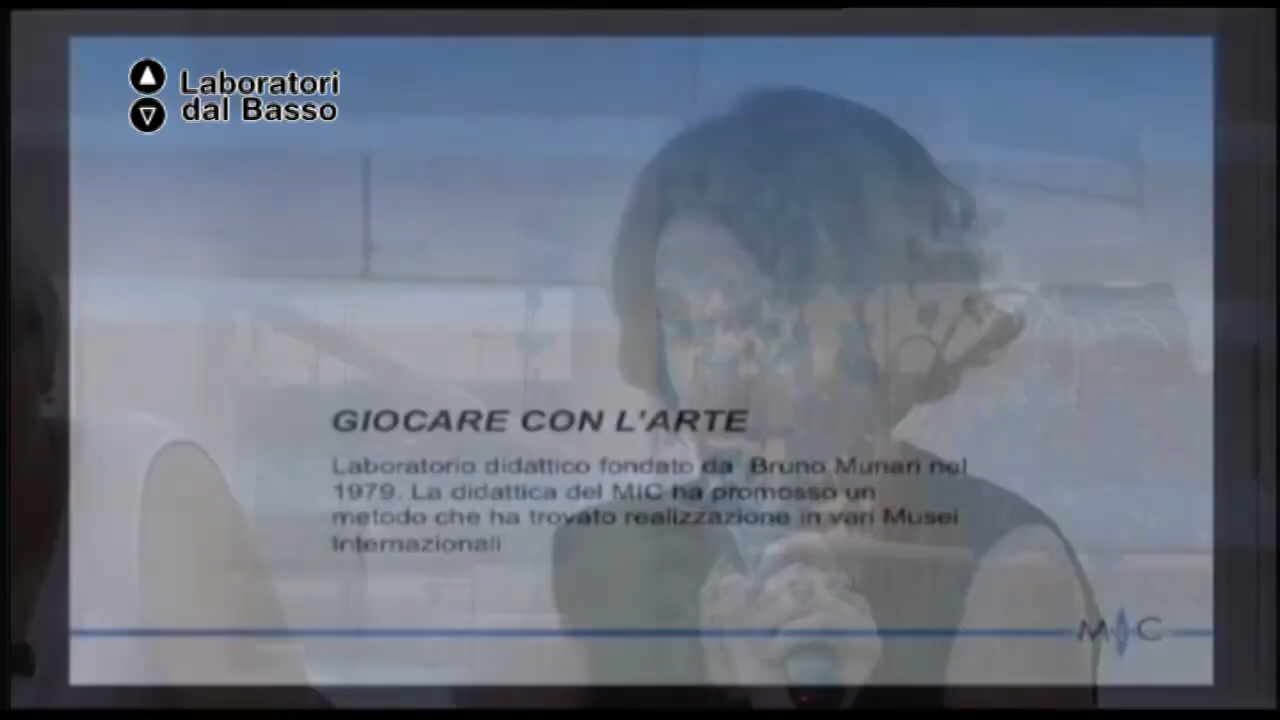 Laboratori
dal Basso
GIOCARE CON L'ARTE
Laboratorio didattico fondato da Bruno Munari nel
1979. La didattica del MIC ha promosso un
metodo che ha trovato realizzazione in vari Musei
Internazionali
MIC